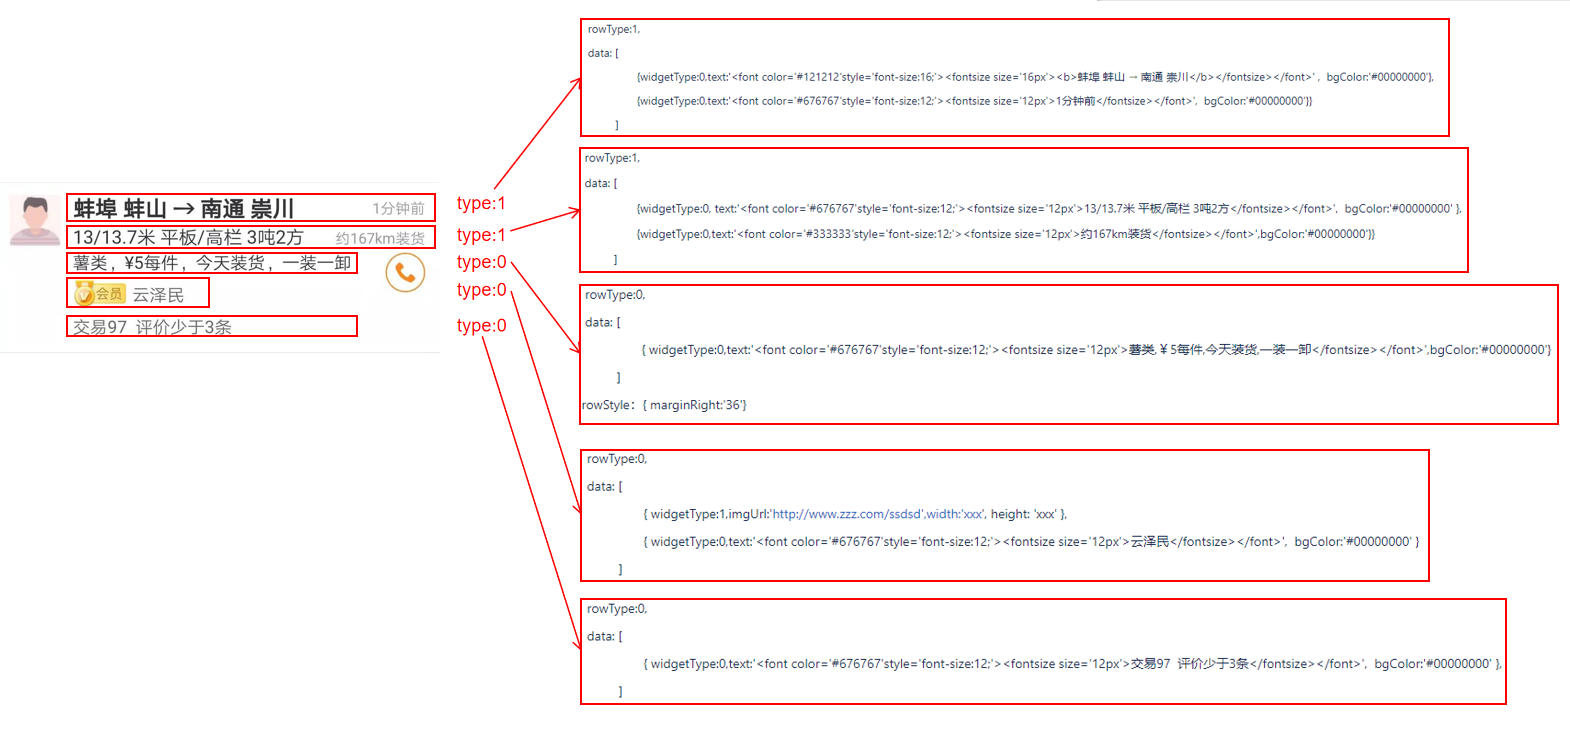 蚌埠 蚌山 → 南通 崇川
1分钟前
13/13.7米 平板/高栏 3吨2方
约167km装货
薯类，¥5每件，今天装货，一装一卸
会员 云泽民
交易97 评价少于3条
type:1
type:1
type:0
type:0
type:0
rowType:1,
data: [
{widgetType:0,text:'<font color='#121212'style='font-size:16;'><fontsize size='16px'><b>蚌埠 蚌山 → 南通 崇川</b></fontsize></font>' ,  bgColor:'#00000000'},
{widgetType:0,text:'<font color='#676767'style='font-size:12;'><fontsize size='12px'>1分钟前</fontsize></font>',  bgColor:'#00000000'}}
]
rowType:1,
data: [
{widgetType:0, text:'<font color='#676767'style='font-size:12;'><fontsize size='12px'>13/13.7米 平板/高栏 3吨2方</fontsize></font>',  bgColor:'#00000000' },
{widgetType:0,text:'<font color='#333333'style='font-size:12;'><fontsize size='12px'>约167km装货</fontsize></font>',bgColor:'#00000000'}}
]
rowType:0,
data: [
{ widgetType:0,text:'<font color='#676767'style='font-size:12;'><fontsize size='12px'>薯类,￥5每件,今天装货,一装一卸</fontsize></font>',bgColor:'#00000000'}
]
rowStyle：{ marginRight:'36'}
rowType:0,
data: [
{ widgetType:1,imgUrl:'http://www.zzz.com/ssdsd',width:'xxx', height: 'xxx' },
{ widgetType:0,text:'<font color='#676767'style='font-size:12;'><fontsize size='12px'>云泽民</fontsize></font>',  bgColor:'#00000000' }
]
rowType:0,
data: [
{ widgetType:0,text:'<font color='#676767'style='font-size:12;'><fontsize size='12px'>交易97  评价少于3条</fontsize></font>',  bgColor:'#00000000' },
]